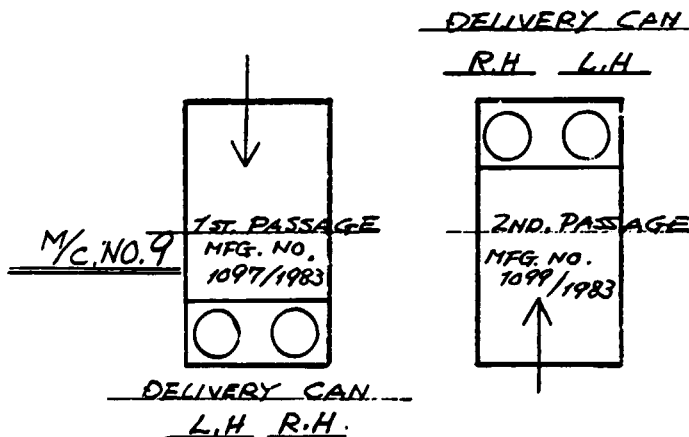 DELIVERY CAN
R.H L.H
M/C. NO. 9
1ST. PASSAGE
MFG. NO.
1097/1983
2ND. PASSAGE
MFG. NO.
1099/1983
DELIVERY CAN
L.H R.H.